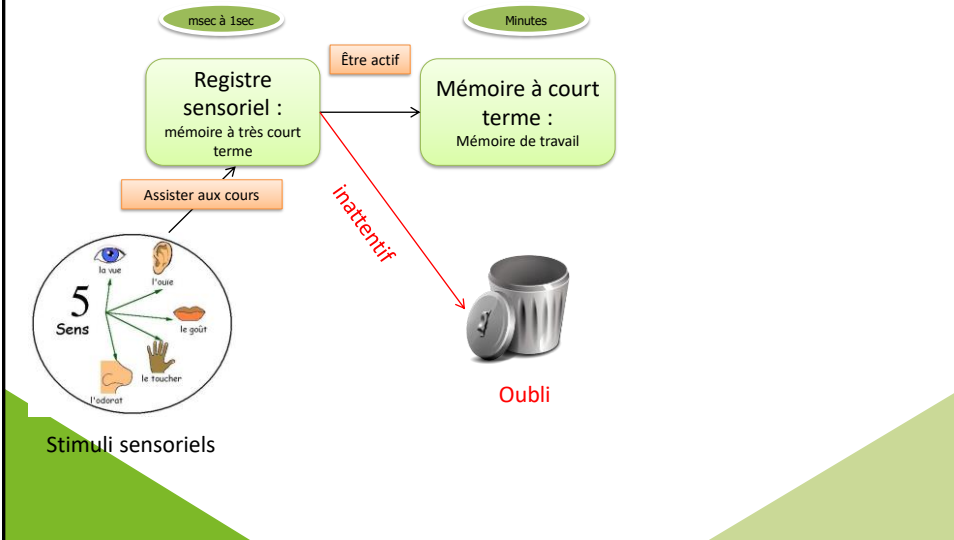 msec à 1sec
Minutes
Être actif
Registre
sensoriel :
mémoire à très court
terme
Mémoire à court
terme :
Mémoire de travail
Assister aux cours
inattentif
la vue
l'ouie
5
Sens
le goût
le toucher
l'odorat
Oubli
Stimuli sensoriels